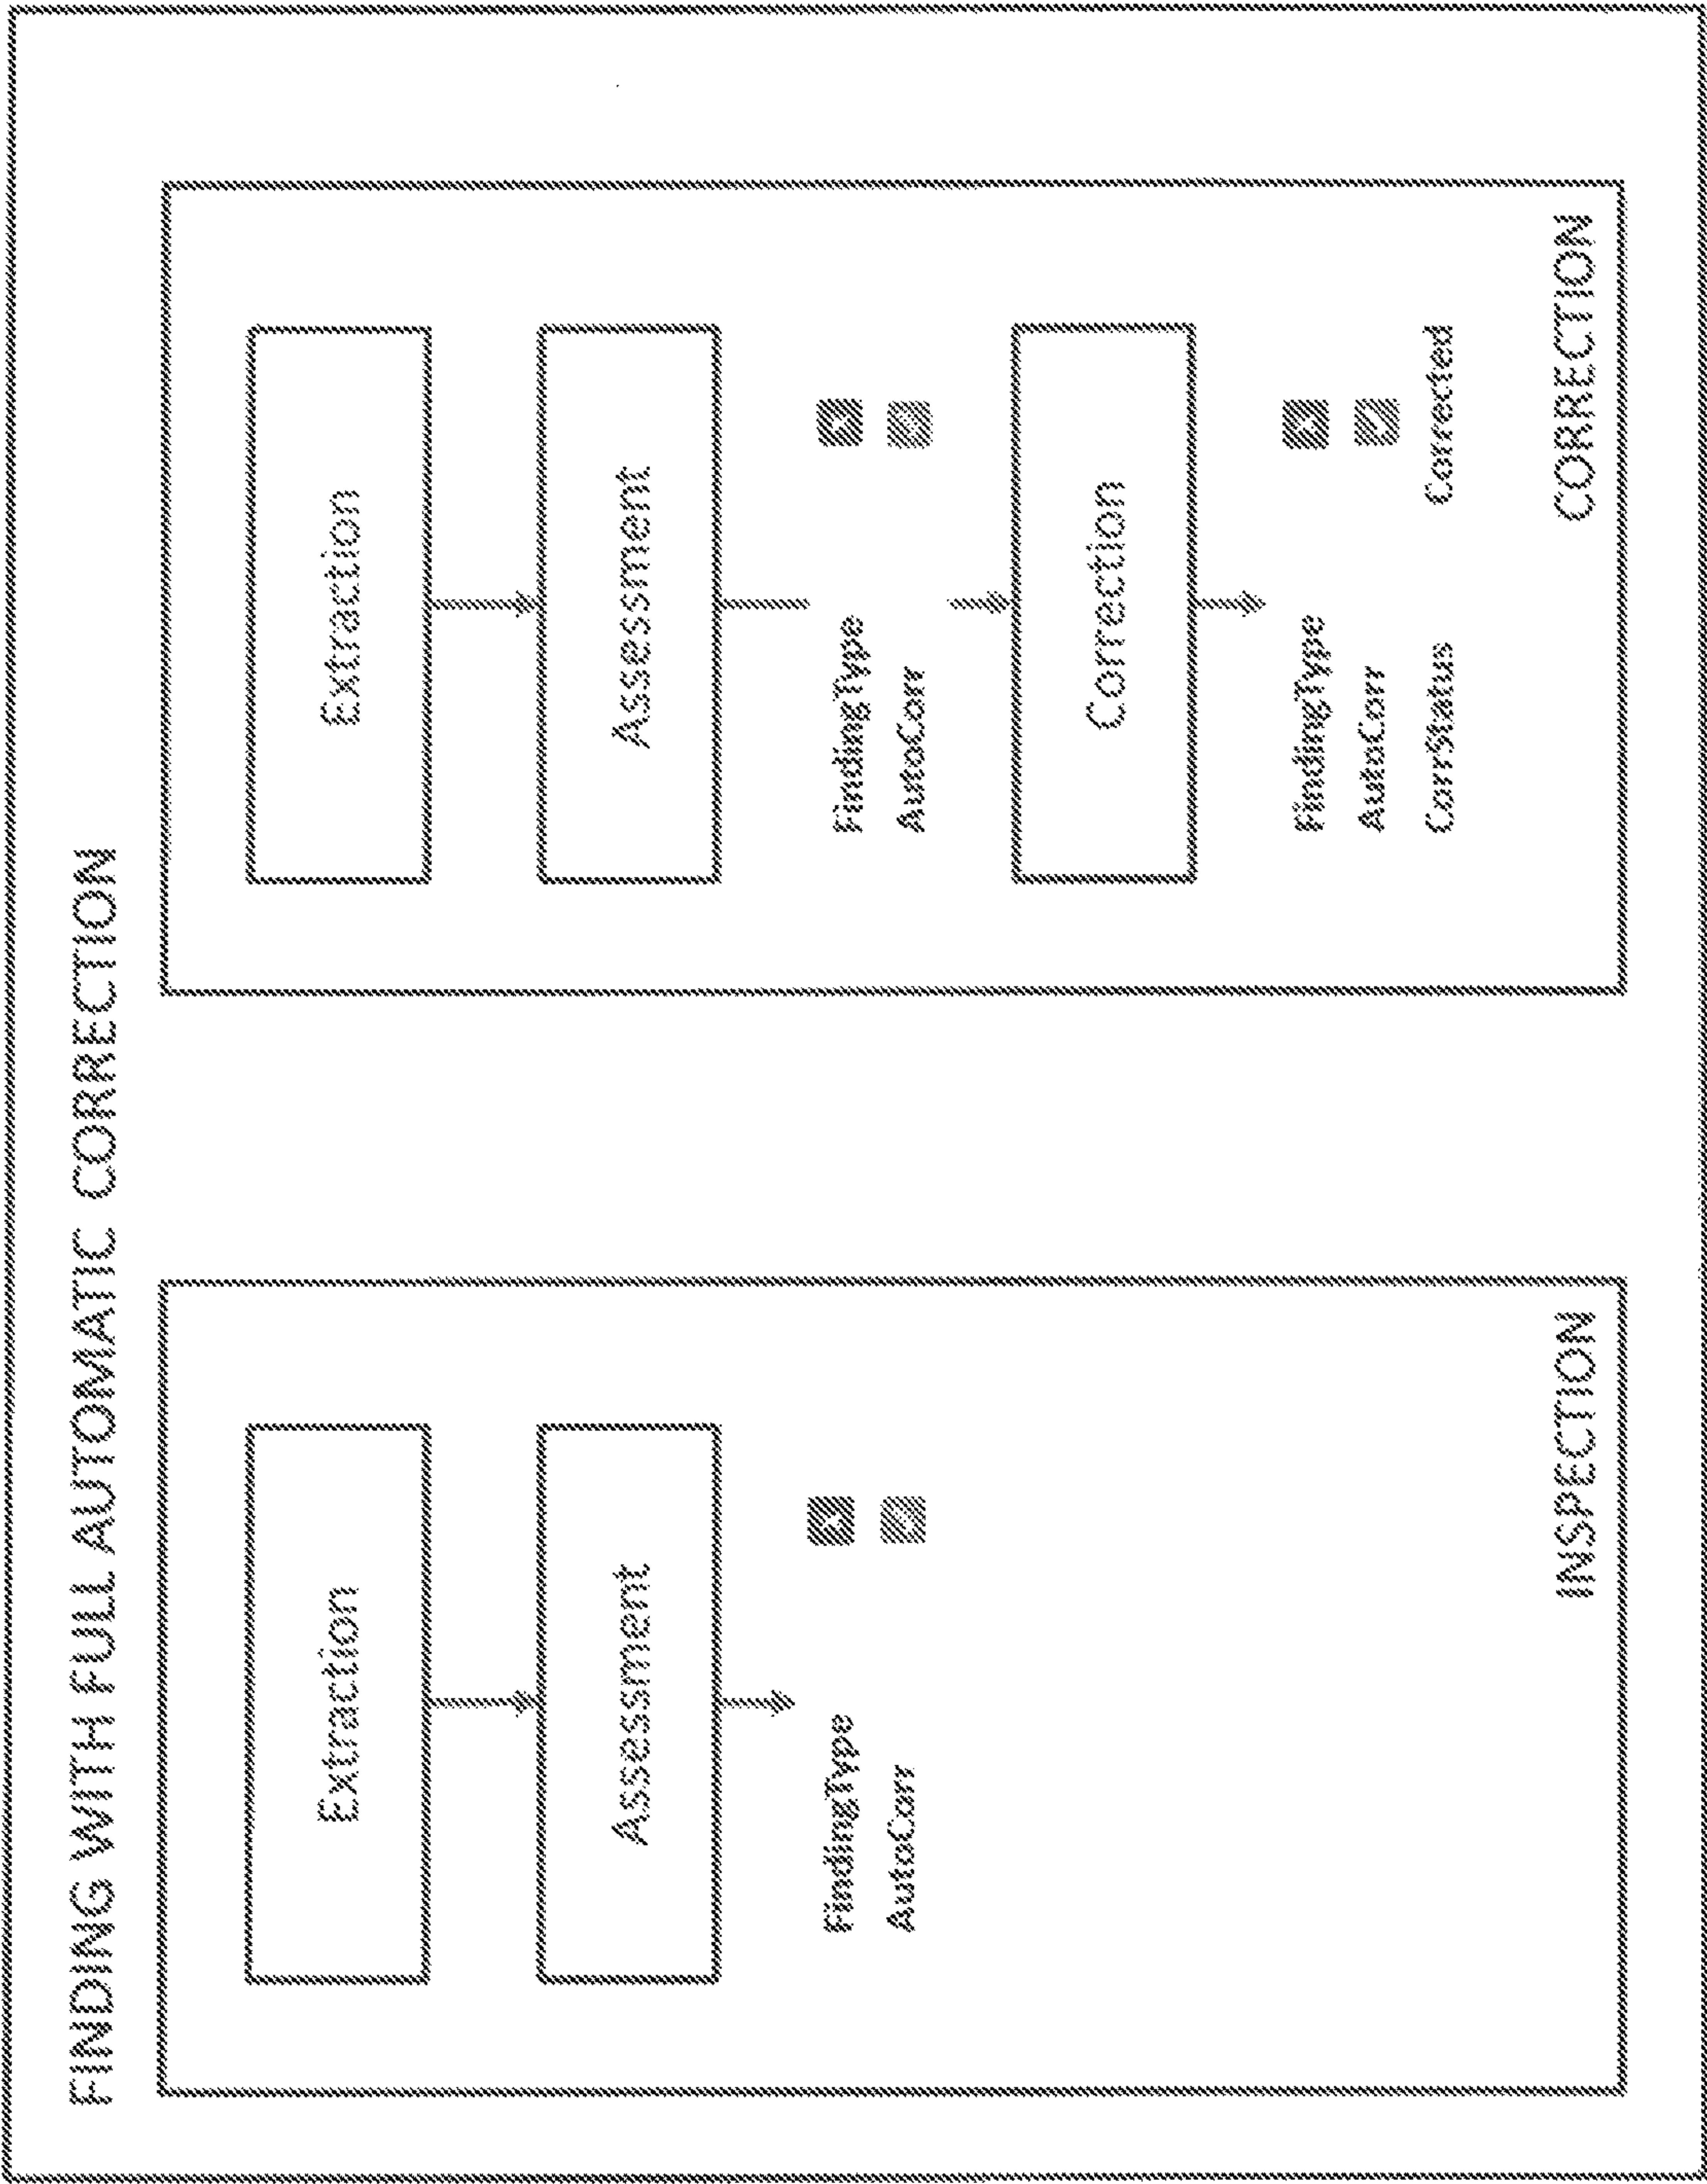 FINDING WITH FULL AUTOMATIC CORRECTION
Extraction
Assessment
FindingType
AutoCorr
INSPECTION
Extraction
Assessment
FindingType
AutoCorr
Correction
FindingType
AutoCorr
CorrStatus Corrected
CORRECTION